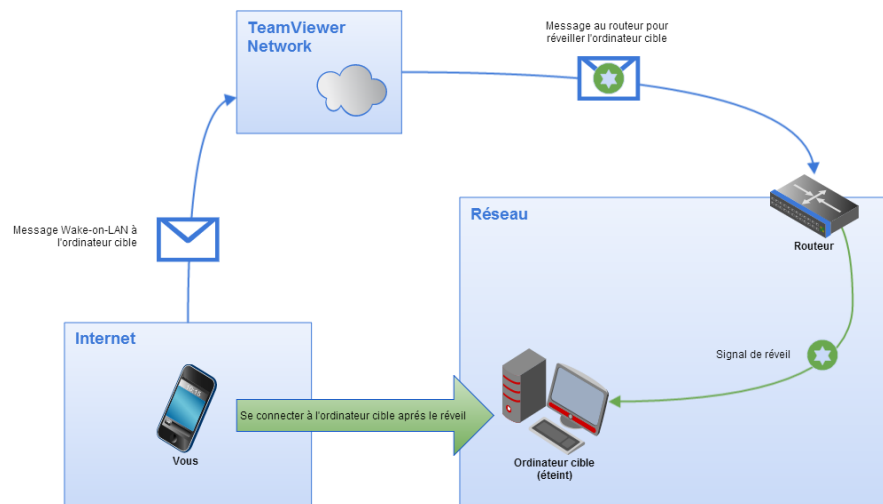 TeamViewer
Network
Message au routeur pour
réveiller l'ordinateur cible
Message Wake-on-LAN à
l'ordinateur cible
Réseau
Routeur
Internet
Signal de réveil
Se connecter à l'ordinateur cible aprés le réveil
Vous
Ordinateur cible
(éteint)